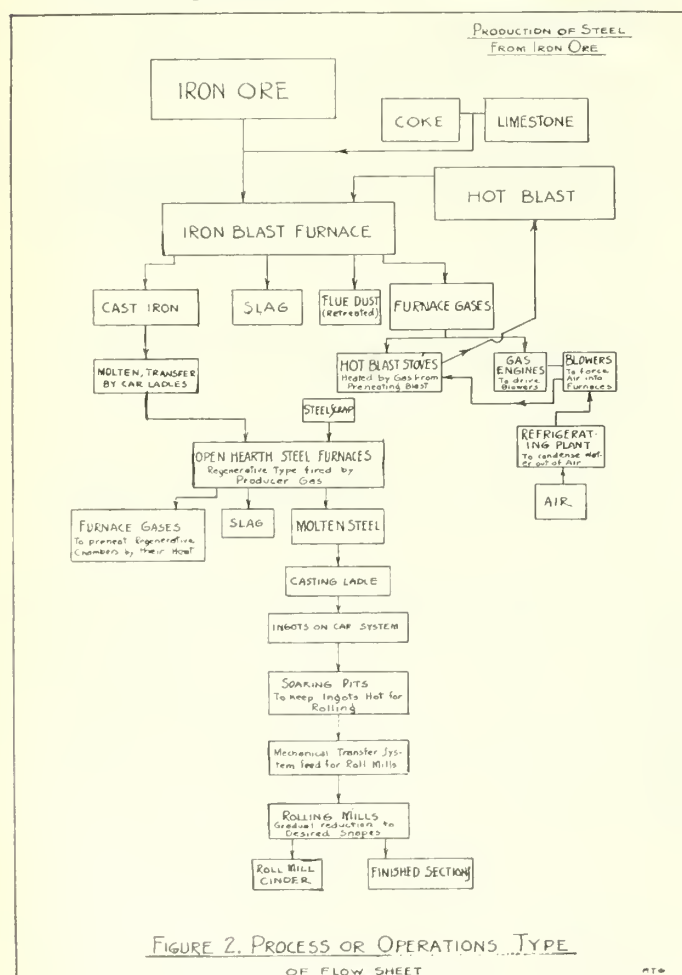 PRODUCTION OF STEEL
FROM IRON ORE
IRON ORE
COKE
LIMESTONE
HOT BLAST
IRON BLAST FURNACE
CAST IRON
SLAG
FLUE DUST
(Retreated)
FURNACE GASES
MOLTEN, TRANSFER
BY CAR LADLES
HOT BLAST STOVES
Heated by Gas From
Preheating Blast
GAS
ENGINES
To drive
Blowers
BLOWERS
To force
Air into
Furnaces
STEEL SCRAP
REFRIGERAT-
ING PLANT
To condense Wat-
er out of Air
OPEN HEARTH STEEL FURNACES
Regenerative Type fired by
Producer Gas
AIR
FURNACE GASES
To preheat Regenerative
Chambers by their Heat
SLAG
MOLTEN STEEL
CASTING LADLE
INGOTS ON CAR SYSTEM
SOAKING PITS
To Keep Ingots Hot for
Rolling
Mechanical Transfer Sys-
tem feed for Roll Mills
ROLLING MILLS
Gradual reduction to
Desired Shapes
ROLL MILL
CINDER
FINISHED SECTIONS
FIGURE 2. PROCESS OR OPERATIONS TYPE
OF FLOW SHEET